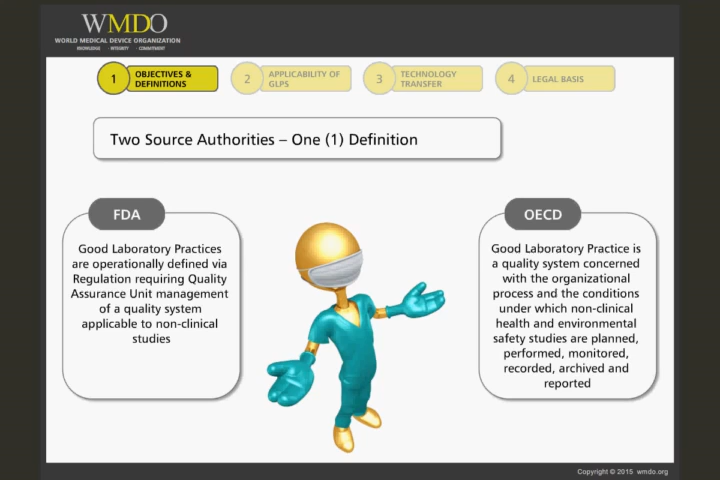 WMDO
WORLD MEDICAL DEVICE ORGANIZATION
KNOWLEDGE · INTEGRITY · COMMITMENT
1 OBJECTIVES &
DEFINITIONS
2 APPLICABILITY OF
GLPS
3 TECHNOLOGY
TRANSFER
4 LEGAL BASIS
Two Source Authorities – One (1) Definition
FDA
Good Laboratory Practices
are operationally defined via
Regulation requiring Quality
Assurance Unit management
of a quality system
applicable to non-clinical
studies
OECD
Good Laboratory Practice is
a quality system concerned
with the organizational
process and the conditions
under which non-clinical
health and environmental
safety studies are planned,
performed, monitored,
recorded, archived and
reported
Copyright © 2015 wmdo.org